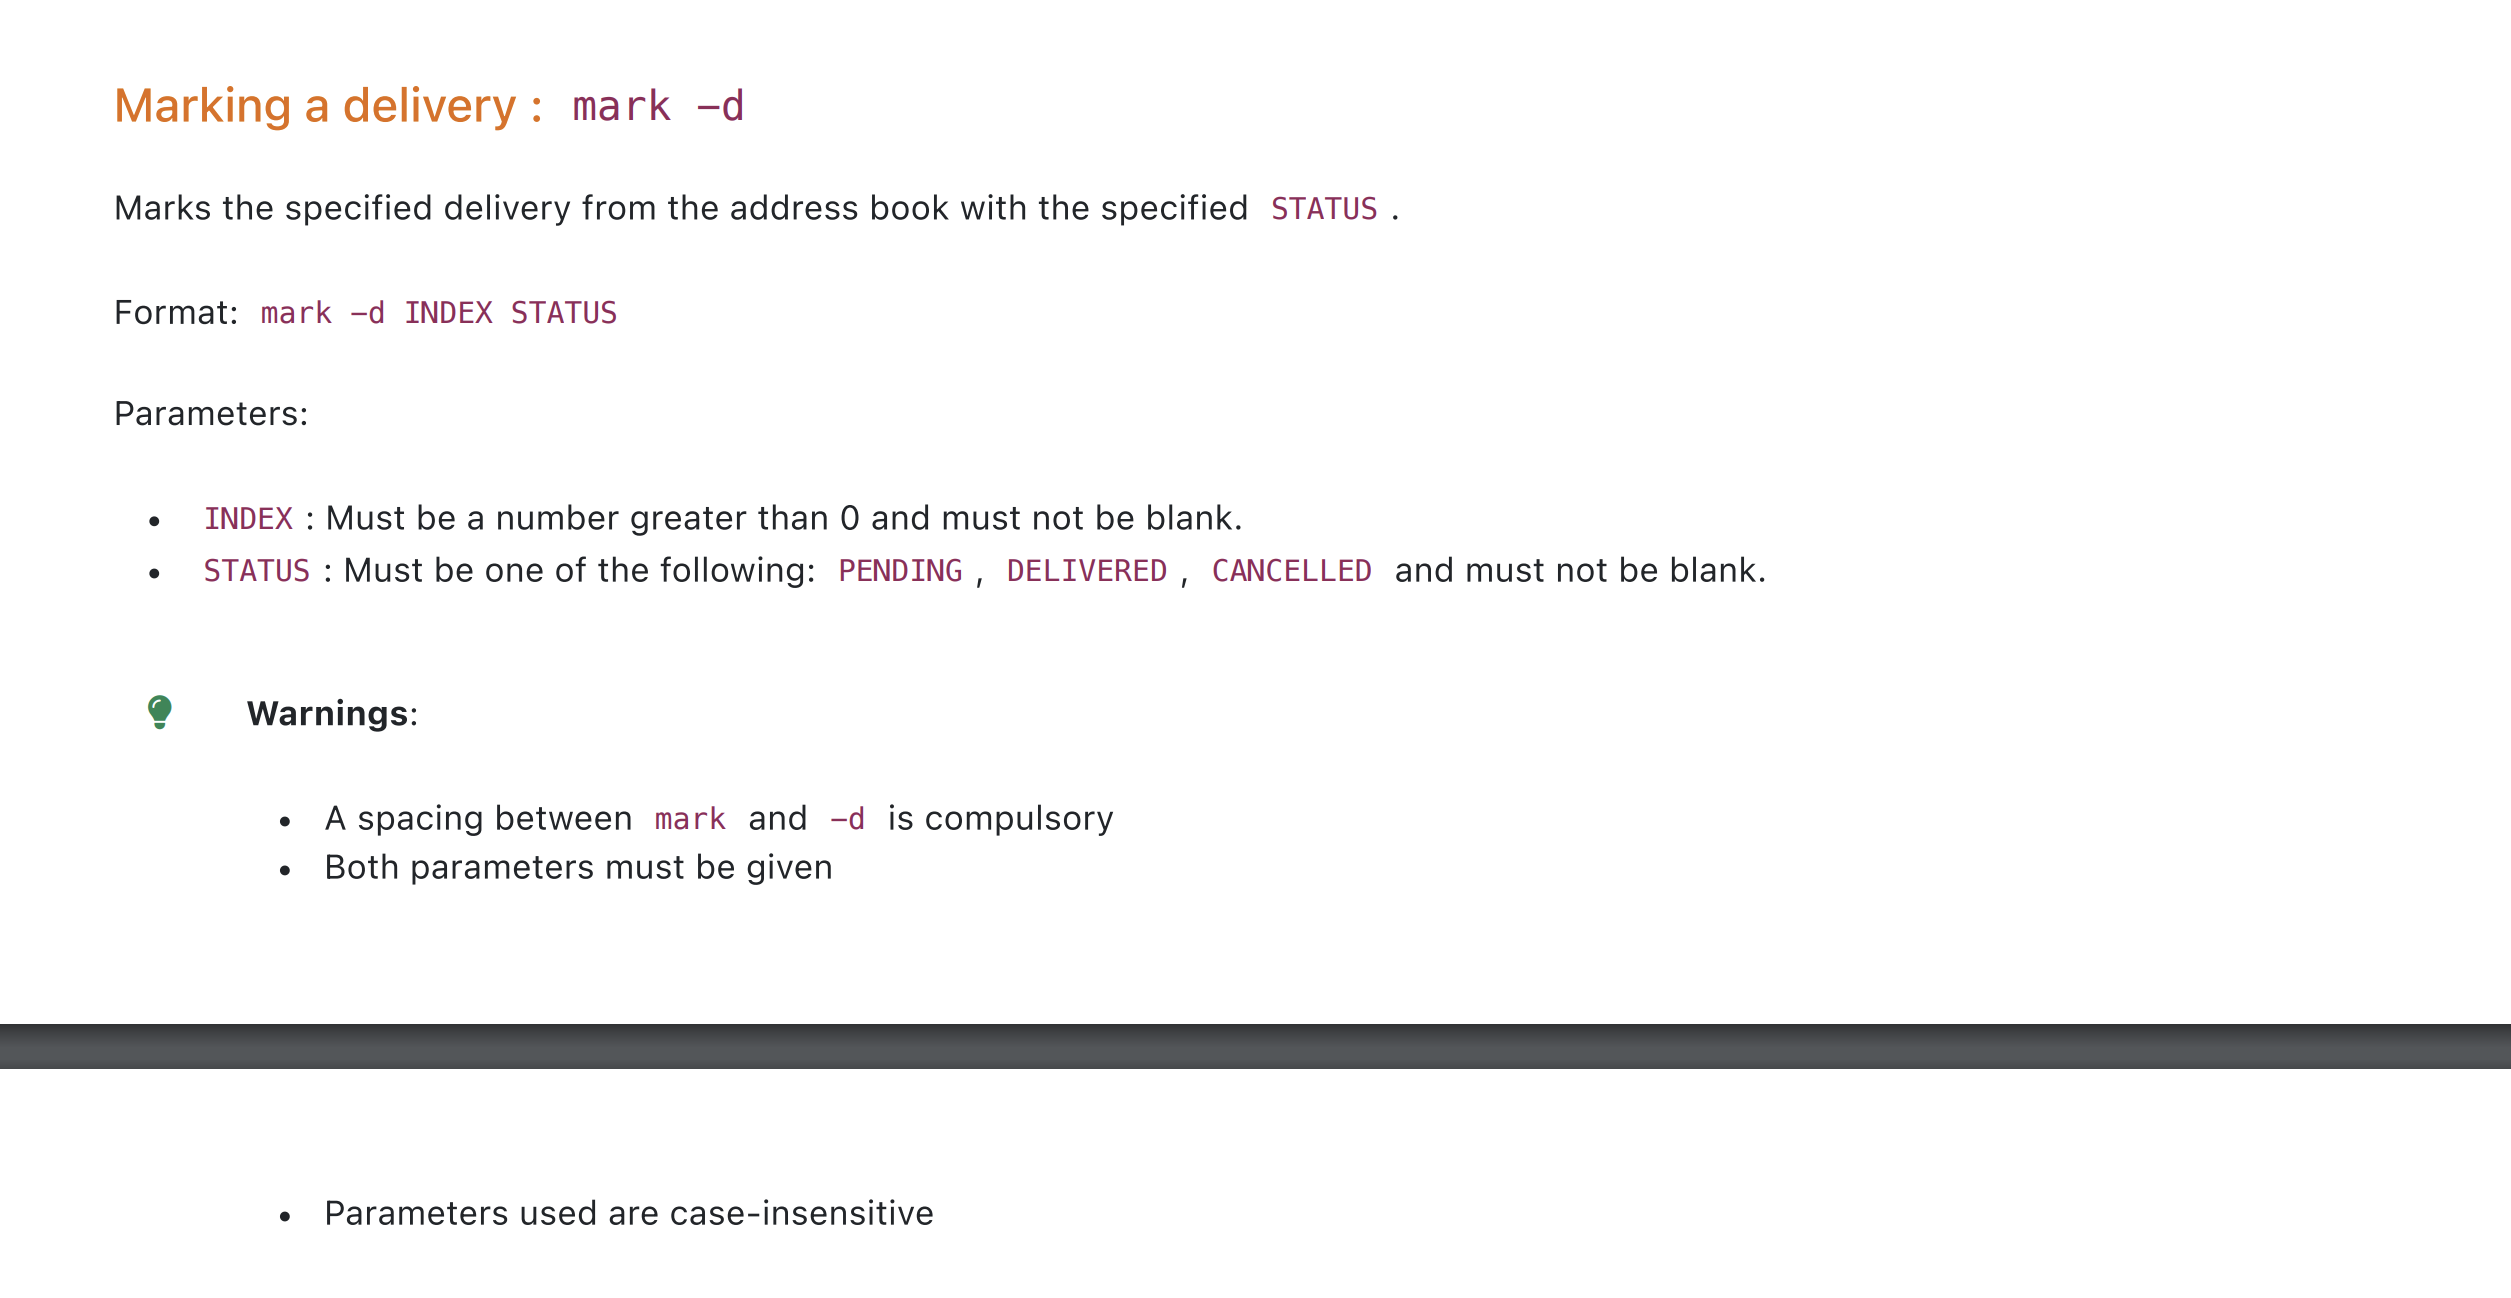 Marking a delivery : mark -d
Marks the specified delivery from the address book with the specified STATUS .
Format: mark -d INDEX STATUS
Parameters:
• INDEX : Must be a number greater than 0 and must not be blank.
• STATUS : Must be one of the following: PENDING , DELIVERED , CANCELLED and must not be blank.
Warnings:
• A spacing between mark and -d is compulsory
• Both parameters must be given
• Parameters used are case-insensitive